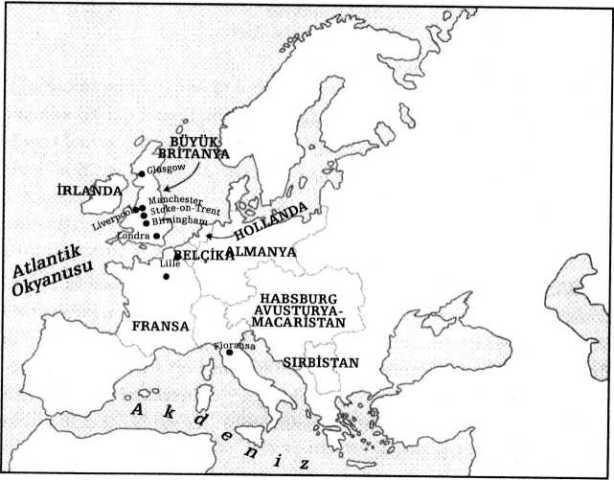 BÜYÜK
BRİTANYA
Glasgow
İRLANDA
Manchester
Stoke-on-Trent
Liverpool
Birmingham
Londra
HOLLANDA
BELÇİKA
ALMANYA
Lille
Atlantik
Okyanusu
HABSBURG
AVUSTURYA-
MACARİSTAN
FRANSA
Floransa
SIRBİSTAN
Akdeniz